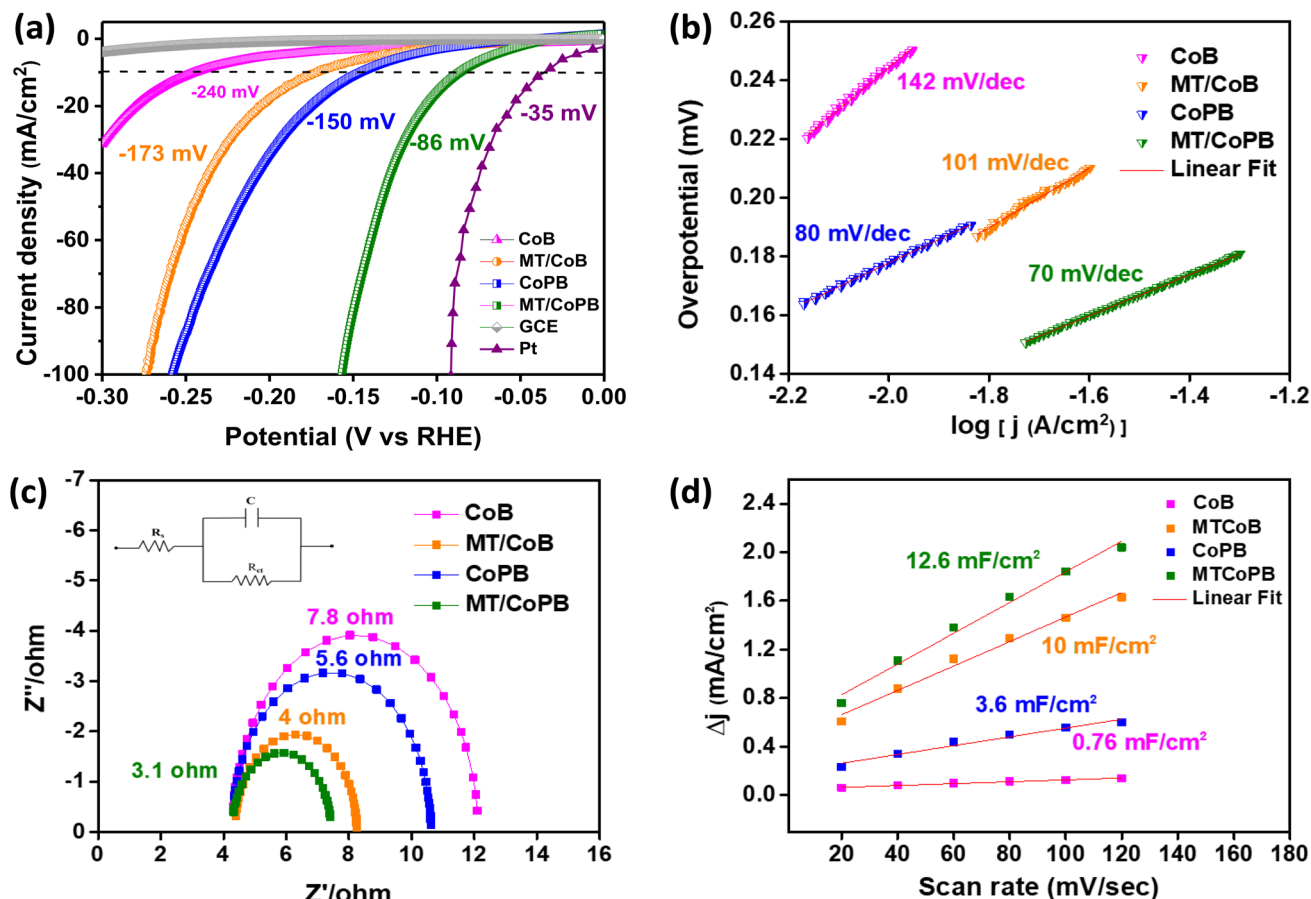 (a)
Current density (mA/cm²)
0
-20
-40
-60
-80
-100
-0.30
-0.25
-0.20
-0.15
-0.10
-0.05
0.00
Potential (V vs RHE)
-240 mV
-173 mV
-150 mV
-86 mV
-35 mV
CoB
MT/CoB
CoPB
MT/CoPB
GCE
Pt
(b)
Overpotential (mV)
0.26
0.24
0.22
0.20
0.18
0.16
0.14
-2.2
-2.0
-1.8
-1.6
-1.4
-1.2
log [ j (A/cm²) ]
142 mV/dec
101 mV/dec
80 mV/dec
70 mV/dec
CoB
MT/CoB
CoPB
MT/CoPB
Linear Fit
(c)
Z''/ohm
-7
-6
-5
-4
-3
-2
-1
0
0
2
4
6
8
10
12
14
16
Z'/ohm
Rs
C
Rct
7.8 ohm
5.6 ohm
4 ohm
3.1 ohm
CoB
MT/CoB
CoPB
MT/CoPB
(d)
Δj (mA/cm²)
2.4
2.0
1.6
1.2
0.8
0.4
0.0
20
40
60
80
100
120
140
160
180
Scan rate (mV/sec)
12.6 mF/cm²
10 mF/cm²
3.6 mF/cm²
0.76 mF/cm²
CoB
MTCoB
CoPB
MTCoPB
Linear Fit